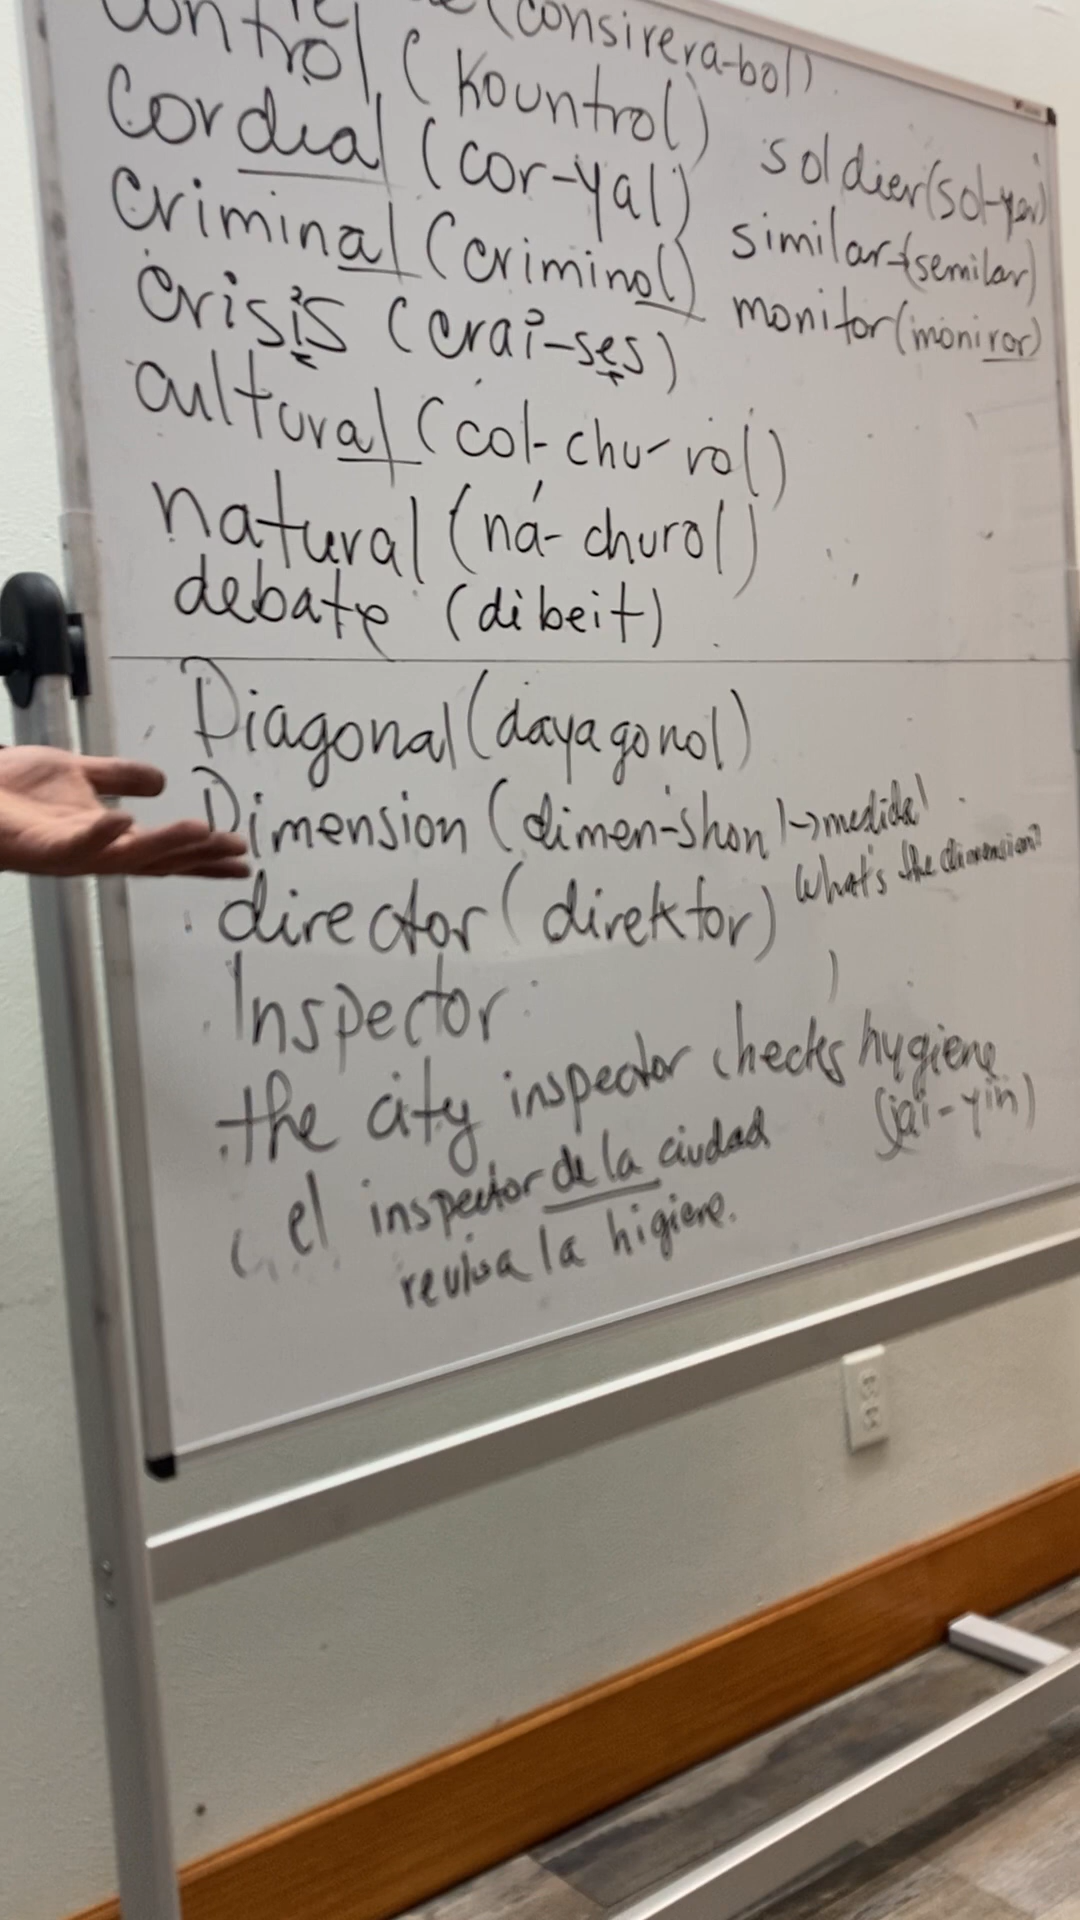 (consirera-bol)
control (kountrol)
Cordial (cor-yal)
soldier (sol-yer)
criminal (criminol)
similar (semilar)
crisis (crai-ses)
monitor (moniror)
cultural (col-chu-rol)
natural (ná-churol)
debate (dibeit)
Diagonal (dayagonol)
Dimension (dimen-shon) → medida
What's the dimension?
director (direktor)
Inspector:
the city inspector checks hygiene
(jai-yin)
el inspector de la ciudad
revisa la higiene.